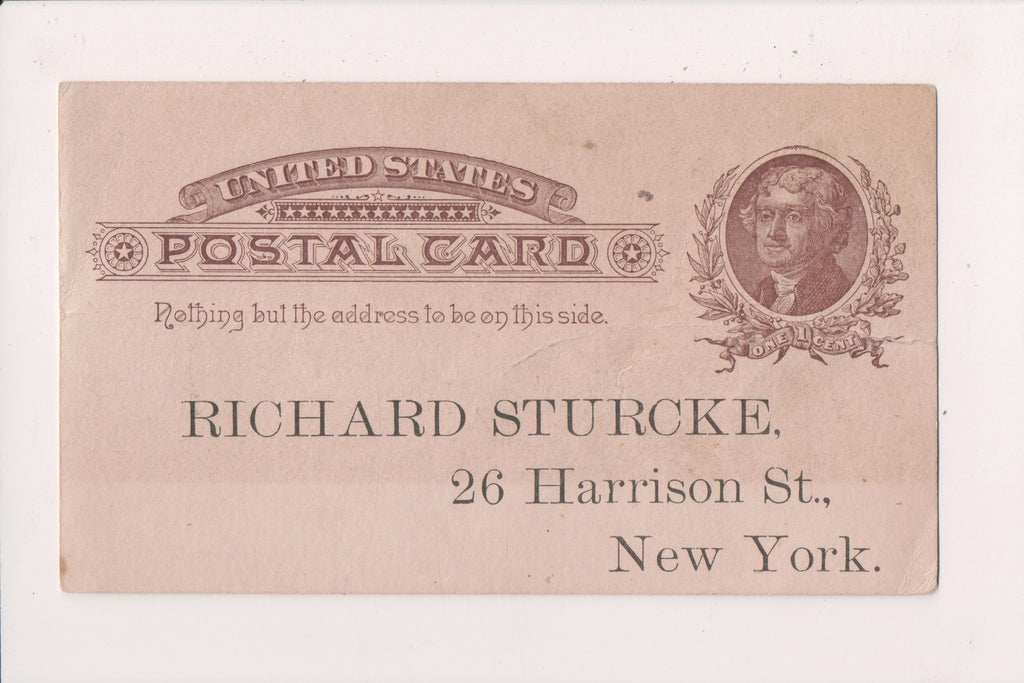 UNITED STATES
POSTAL CARD
Nothing but the address to be on this side.
ONE 1 CENT
RICHARD STURCKE,
26 Harrison St.,
New York.